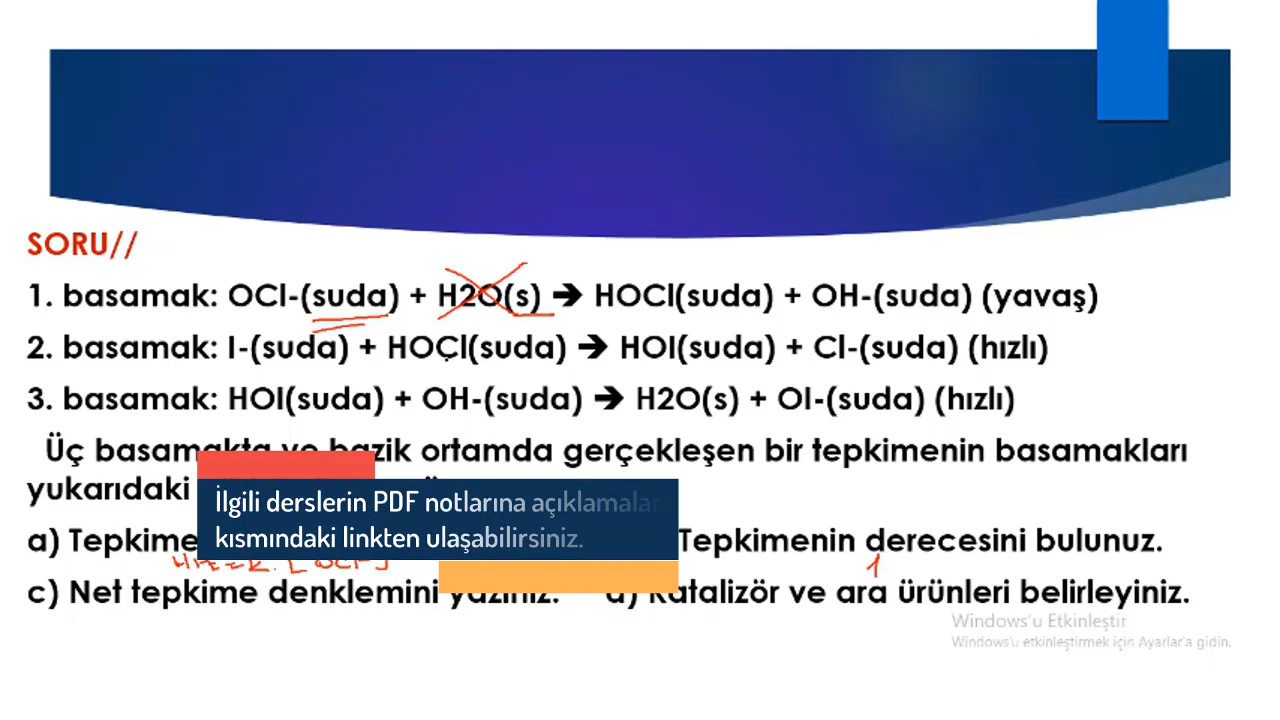 SORU//
1. basamak: OCl-(suda) + H2O(s) 🡺 HOCl(suda) + OH-(suda) (yavaş)
2. basamak: I-(suda) + HOCl(suda) 🡺 HOI(suda) + Cl-(suda) (hızlı)
3. basamak: HOI(suda) + OH-(suda) 🡺 H2O(s) + OI-(suda) (hızlı)
Üç basamakta ve bazik ortamda gerçekleşen bir tepkimenin basamakları
yukarıdaki
İlgili derslerin PDF notlarına açıklamalar
kısmındaki linkten ulaşabilirsiniz.
a) Tepkime Tepkimenin derecesini bulunuz.
1
c) Net tepkime denklemini yazınız. d) Katalizör ve ara ürünleri belirleyiniz.
Windows'u Etkinleştir
Windows'u etkinleştirmek için Ayarlar'a gidin.